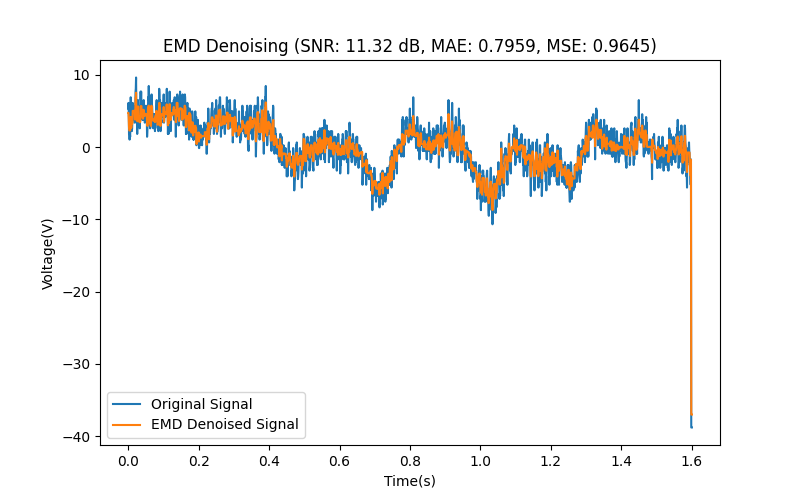 EMD Denoising (SNR: 11.32 dB, MAE: 0.7959, MSE: 0.9645)
10
0
−10
−20
−30
−40
Voltage(V)
Original Signal
EMD Denoised Signal
0.0 0.2 0.4 0.6 0.8 1.0 1.2 1.4 1.6
Time(s)